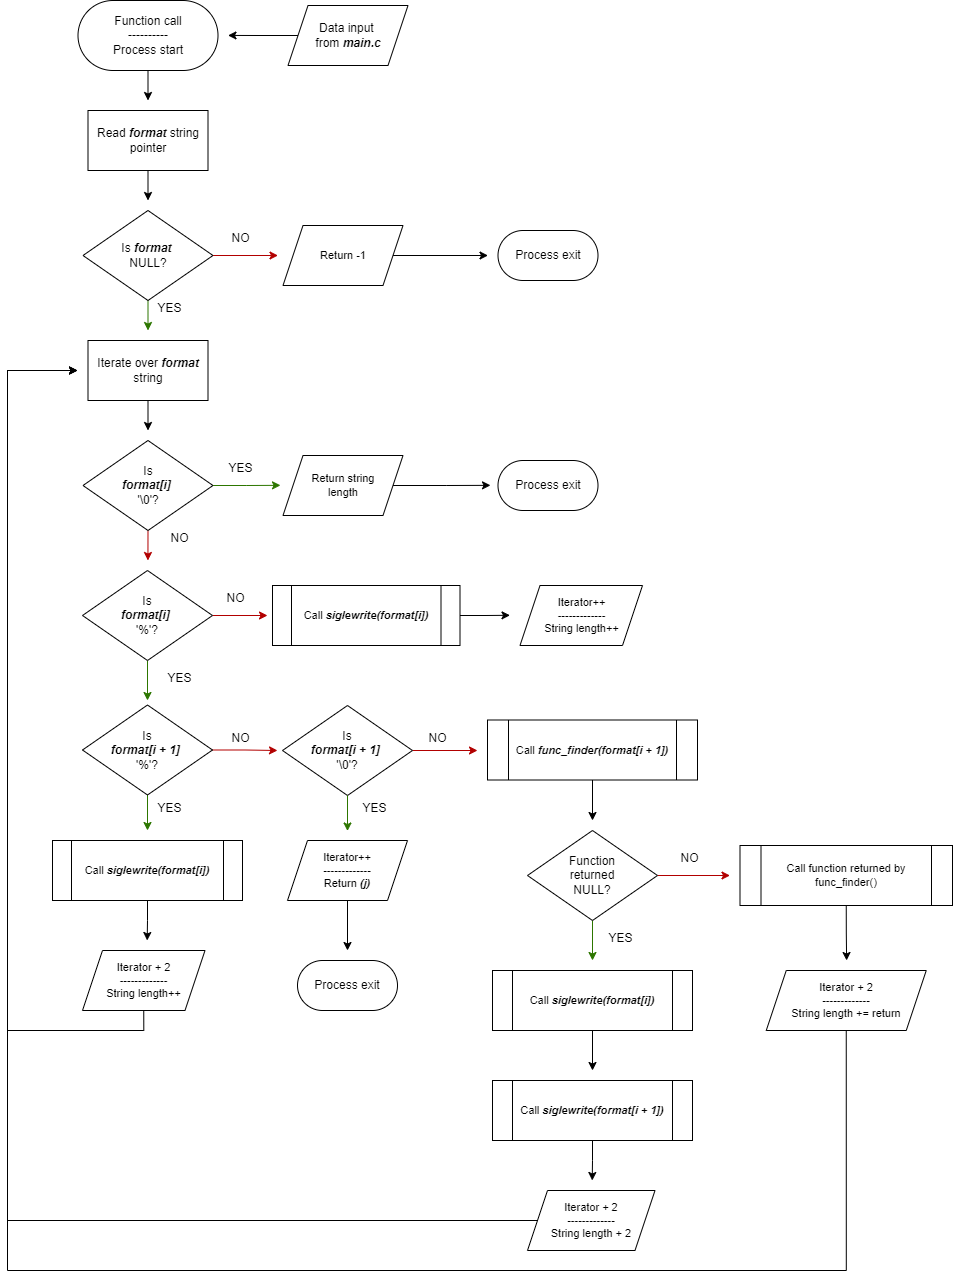 Function call
----------
Process start
Data input
from main.c
Read format string
pointer
Is format
NULL?
NO
Return -1
Process exit
YES
Iterate over format
string
Is
format[i]
'\0'?
YES
Return string
length
Process exit
NO
Is
format[i]
'%'?
NO
Call siglewrite(format[i])
Iterator++
-------------
String length++
YES
Is
format[i + 1]
'%'?
NO
Is
format[i + 1]
'\0'?
NO
Call func_finder(format[i + 1])
YES
YES
Call siglewrite(format[i])
Iterator++
-------------
Return (j)
Function
returned
NULL?
NO
Call function returned by
func_finder()
YES
Iterator + 2
-------------
String length++
Process exit
Call siglewrite(format[i])
Iterator + 2
-------------
String length += return
Call siglewrite(format[i + 1])
Iterator + 2
-------------
String length + 2